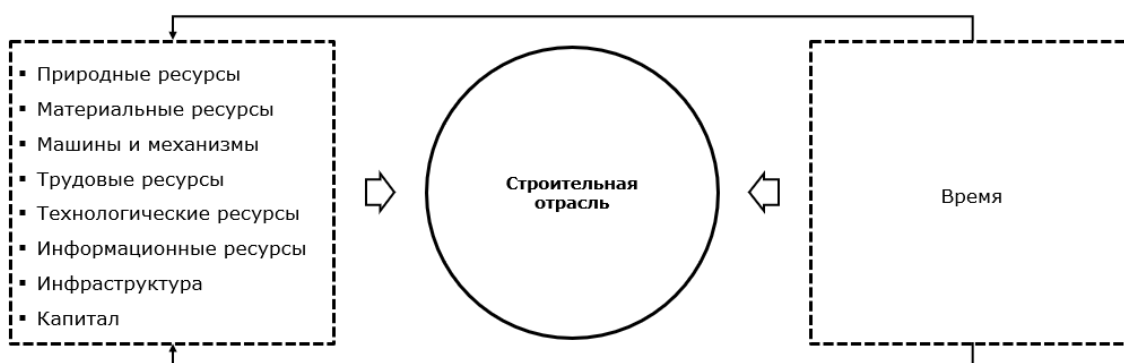 ▪ Природные ресурсы
▪ Материальные ресурсы
▪ Машины и механизмы
▪ Трудовые ресурсы
▪ Технологические ресурсы
▪ Информационные ресурсы
▪ Инфраструктура
▪ Капитал
Строительная
отрасль
Время